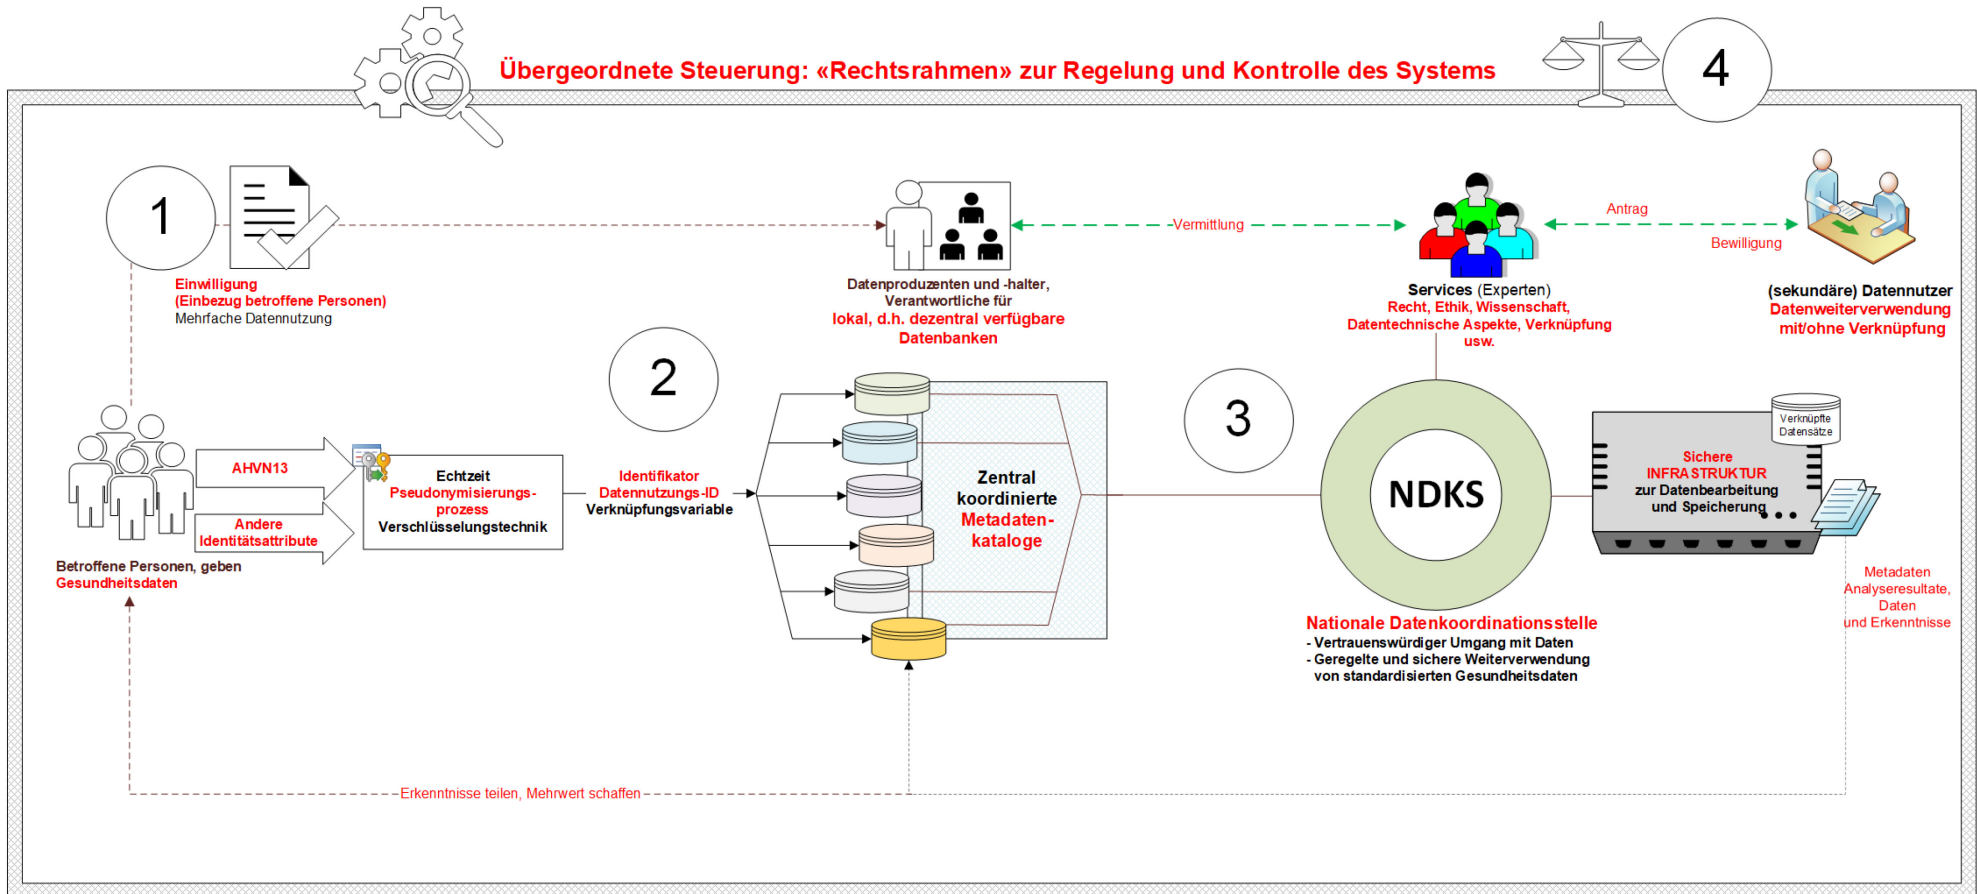 Übergeordnete Steuerung: «Rechtsrahmen» zur Regelung und Kontrolle des Systems
4
1
Einwilligung
(Einbezug betroffene Personen)
Mehrfache Datennutzung
Datenproduzenten und -halter,
Verantwortliche für
lokal, d.h. dezentral verfügbare
Datenbanken
Vermittlung
Services (Experten)
Recht, Ethik, Wissenschaft,
Datentechnische Aspekte, Verknüpfung
usw.
Antrag
Bewilligung
(sekundäre) Datennutzer
Datenweiterverwendung
mit/ohne Verknüpfung
Betroffene Personen, geben
Gesundheitsdaten
AHVN13
Andere
Identitätsattribute
Echtzeit
Pseudonymisierungs-
prozess
Verschlüsselungstechnik
2
Identifikator
Datennutzungs-ID
Verknüpfungsvariable
Zentral
koordinierte
Metadaten-
kataloge
3
NDKS
Nationale Datenkoordinationsstelle
- Vertrauenswürdiger Umgang mit Daten
- Geregelte und sichere Weiterverwendung
von standardisierten Gesundheitsdaten
Verknüpfte
Datensätze
Sichere
INFRASTRUKTUR
zur Datenbearbeitung
und Speicherung
Metadaten
Analyseresultate,
Daten
und Erkenntnisse
Erkenntnisse teilen, Mehrwert schaffen